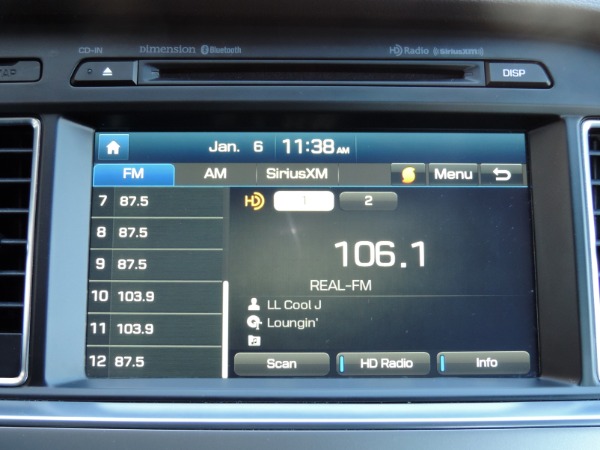 CD-IN Dimension Bluetooth HD Radio SiriusXM
TAP DISP
Jan. 6 11:38 AM
FM AM SiriusXM Menu
7 87.5
8 87.5
9 87.5
10 103.9
11 103.9
12 87.5
HD 1 2
106.1
REAL-FM
LL Cool J
Loungin'
Scan HD Radio Info